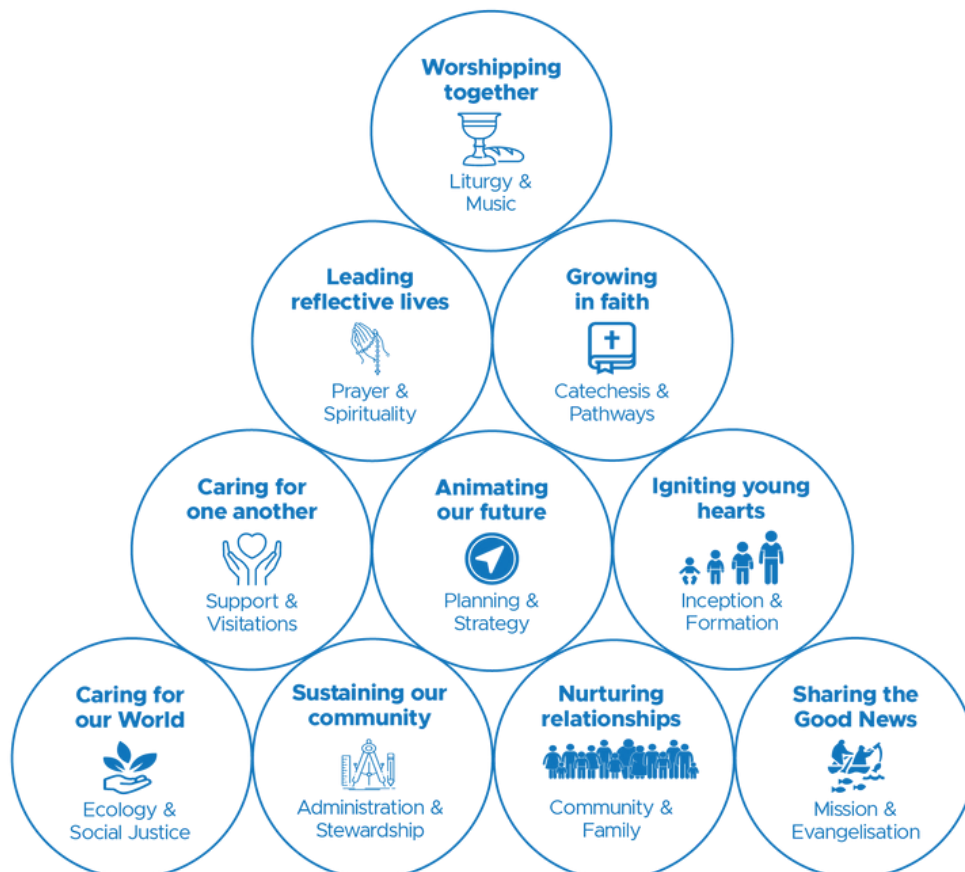 Worshipping
together
Liturgy &
Music
Leading
reflective lives
Prayer &
Spirituality
Growing
in faith
Catechesis &
Pathways
Caring for
one another
Support &
Visitations
Animating
our future
Planning &
Strategy
Igniting young
hearts
Inception &
Formation
Caring for
our World
Ecology &
Social Justice
Sustaining our
community
Administration &
Stewardship
Nurturing
relationships
Community &
Family
Sharing the
Good News
Mission &
Evangelisation